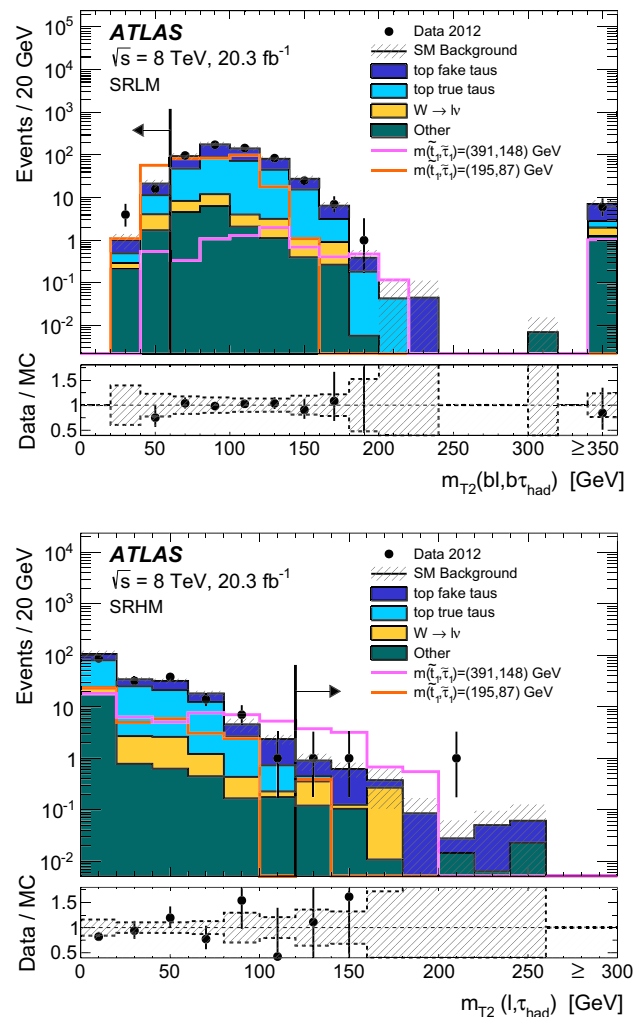 Events / 20 GeV
10⁵
10⁴
10³
10²
10
1
10⁻¹
10⁻²
ATLAS
√s = 8 TeV, 20.3 fb⁻¹
SRLM
Data 2012
SM Background
top fake taus
top true taus
W → lν
Other
m(t̃₁,τ̃₁)=(391,148) GeV
m(t̃₁,τ̃₁)=(195,87) GeV
Data / MC
1.5
1
0.5
0 50 100 150 200 250 300 ≥ 350
m_T2(bl,bτ_had) [GeV]
Events / 20 GeV
10⁴
10³
10²
10
1
10⁻¹
10⁻²
ATLAS
√s = 8 TeV, 20.3 fb⁻¹
SRHM
Data 2012
SM Background
top fake taus
top true taus
W → lν
Other
m(t̃₁,τ̃₁)=(391,148) GeV
m(t̃₁,τ̃₁)=(195,87) GeV
Data / MC
1.5
1
0.5
0 50 100 150 200 250 ≥ 300
m_T2 (l,τ_had) [GeV]